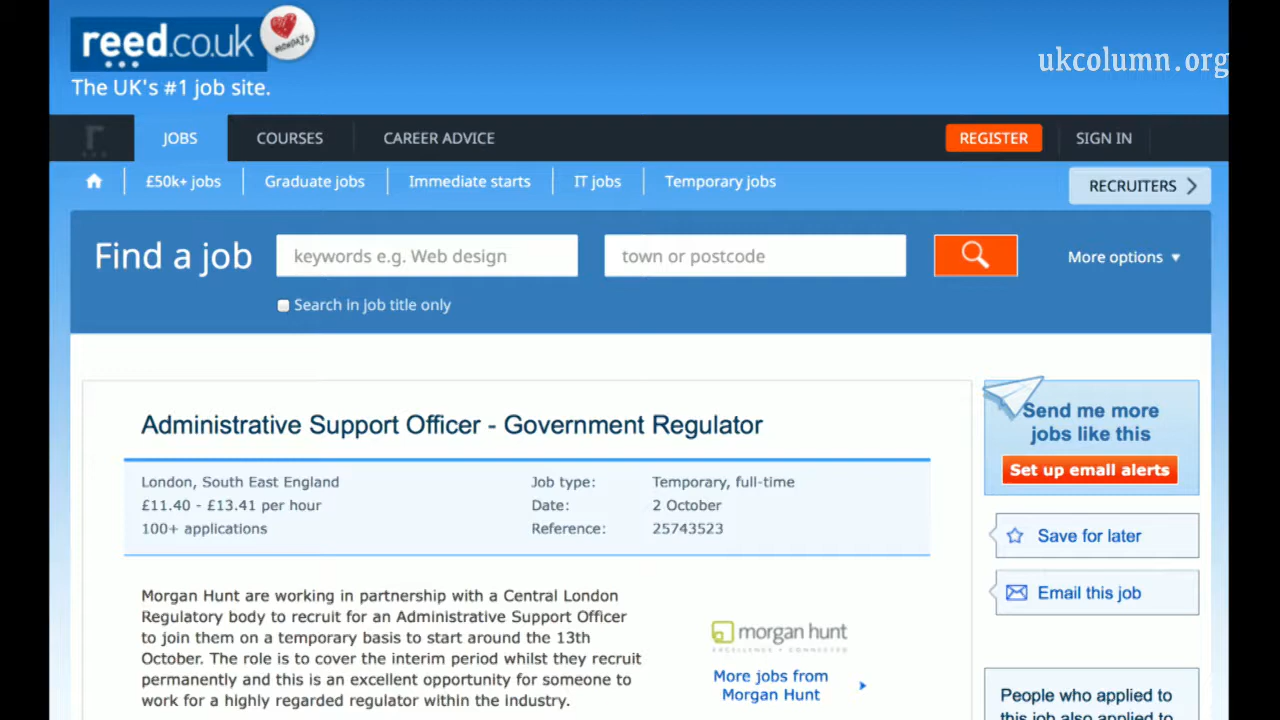 reed.co.uk
MONDAYS
The UK's #1 job site.
ukcolumn.org
r
JOBS
COURSES
CAREER ADVICE
REGISTER
SIGN IN
£50k+ jobs
Graduate jobs
Immediate starts
IT jobs
Temporary jobs
RECRUITERS
Find a job
keywords e.g. Web design
town or postcode
More options
Search in job title only
Administrative Support Officer - Government Regulator
London, South East England
£11.40 - £13.41 per hour
100+ applications
Job type: Temporary, full-time
Date: 2 October
Reference: 25743523
Morgan Hunt are working in partnership with a Central London
Regulatory body to recruit for an Administrative Support Officer
to join them on a temporary basis to start around the 13th
October. The role is to cover the interim period whilst they recruit
permanently and this is an excellent opportunity for someone to
work for a highly regarded regulator within the industry.
morgan hunt
EXCELLENCE • CONNECTED
More jobs from
Morgan Hunt
Send me more
jobs like this
Set up email alerts
Save for later
Email this job
People who applied to
this job also applied to